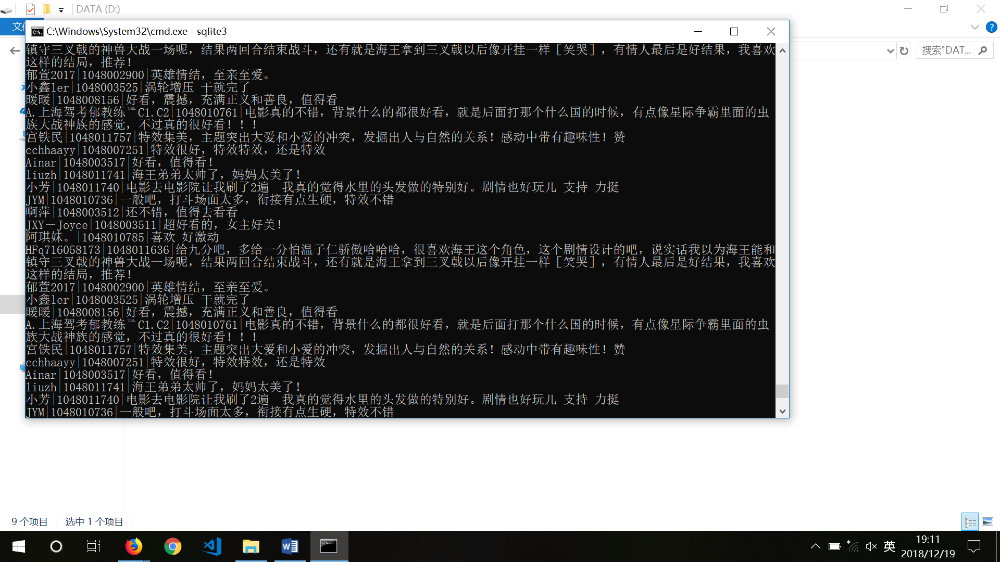 DATA (D:)
文件
C:\Windows\System32\cmd.exe - sqlite3
搜索"DAT...
镇守三叉戟的神兽大战一场呢，结果两回合结束战斗，还有就是海王拿到三叉戟以后像开挂一样［笑哭］，有情人最后是好结果，我喜欢
这样的结局，推荐！
郁萱2017|1048002900|英雄情结，至亲至爱。
小鑫ler|1048003525|涡轮增压 干就完了
暖暖|1048008156|好看，震撼，充满正义和善良，值得看
A.上海驾考郁教练℡C1.C2|1048010761|电影真的不错，背景什么的都很好看，就是后面打那个什么国的时候，有点像星际争霸里面的虫
族大战神族的感觉，不过真的很好看！！！
宫铁民|1048011757|特效集美，主题突出大爱和小爱的冲突，发掘出人与自然的关系！感动中带有趣味性！赞
cchhaayy|1048007251|特效很好，特效特效，还是特效
Ainar|1048003517|好看，值得看！
liuzh|1048011741|海王弟弟太帅了，妈妈太美了！
小芳|1048011740|电影去电影院让我刷了2遍　我真的觉得水里的头发做的特别好。剧情也好玩儿 支持 力挺
JYM|1048010736|一般吧，打斗场面太多，衔接有点生硬，特效不错
啊萍|1048003512|还不错，值得去看看
JXY－Joyce|1048003511|超好看的，女主好美！
阿琪妹。|1048010785|喜欢 好激动
HFq716058173|1048011636|给九分吧，多给一分怕温子仁骄傲哈哈哈，很喜欢海王这个角色，这个剧情设计的吧，说实话我以为海王能和
镇守三叉戟的神兽大战一场呢，结果两回合结束战斗，还有就是海王拿到三叉戟以后像开挂一样［笑哭］，有情人最后是好结果，我喜欢
这样的结局，推荐！
郁萱2017|1048002900|英雄情结，至亲至爱。
小鑫ler|1048003525|涡轮增压 干就完了
暖暖|1048008156|好看，震撼，充满正义和善良，值得看
A.上海驾考郁教练℡C1.C2|1048010761|电影真的不错，背景什么的都很好看，就是后面打那个什么国的时候，有点像星际争霸里面的虫
族大战神族的感觉，不过真的很好看！！！
宫铁民|1048011757|特效集美，主题突出大爱和小爱的冲突，发掘出人与自然的关系！感动中带有趣味性！赞
cchhaayy|1048007251|特效很好，特效特效，还是特效
Ainar|1048003517|好看，值得看！
liuzh|1048011741|海王弟弟太帅了，妈妈太美了！
小芳|1048011740|电影去电影院让我刷了2遍　我真的觉得水里的头发做的特别好。剧情也好玩儿 支持 力挺
JYM|1048010736|一般吧，打斗场面太多，衔接有点生硬，特效不错
9 个项目 选中 1 个项目
英
19:11
2018/12/19